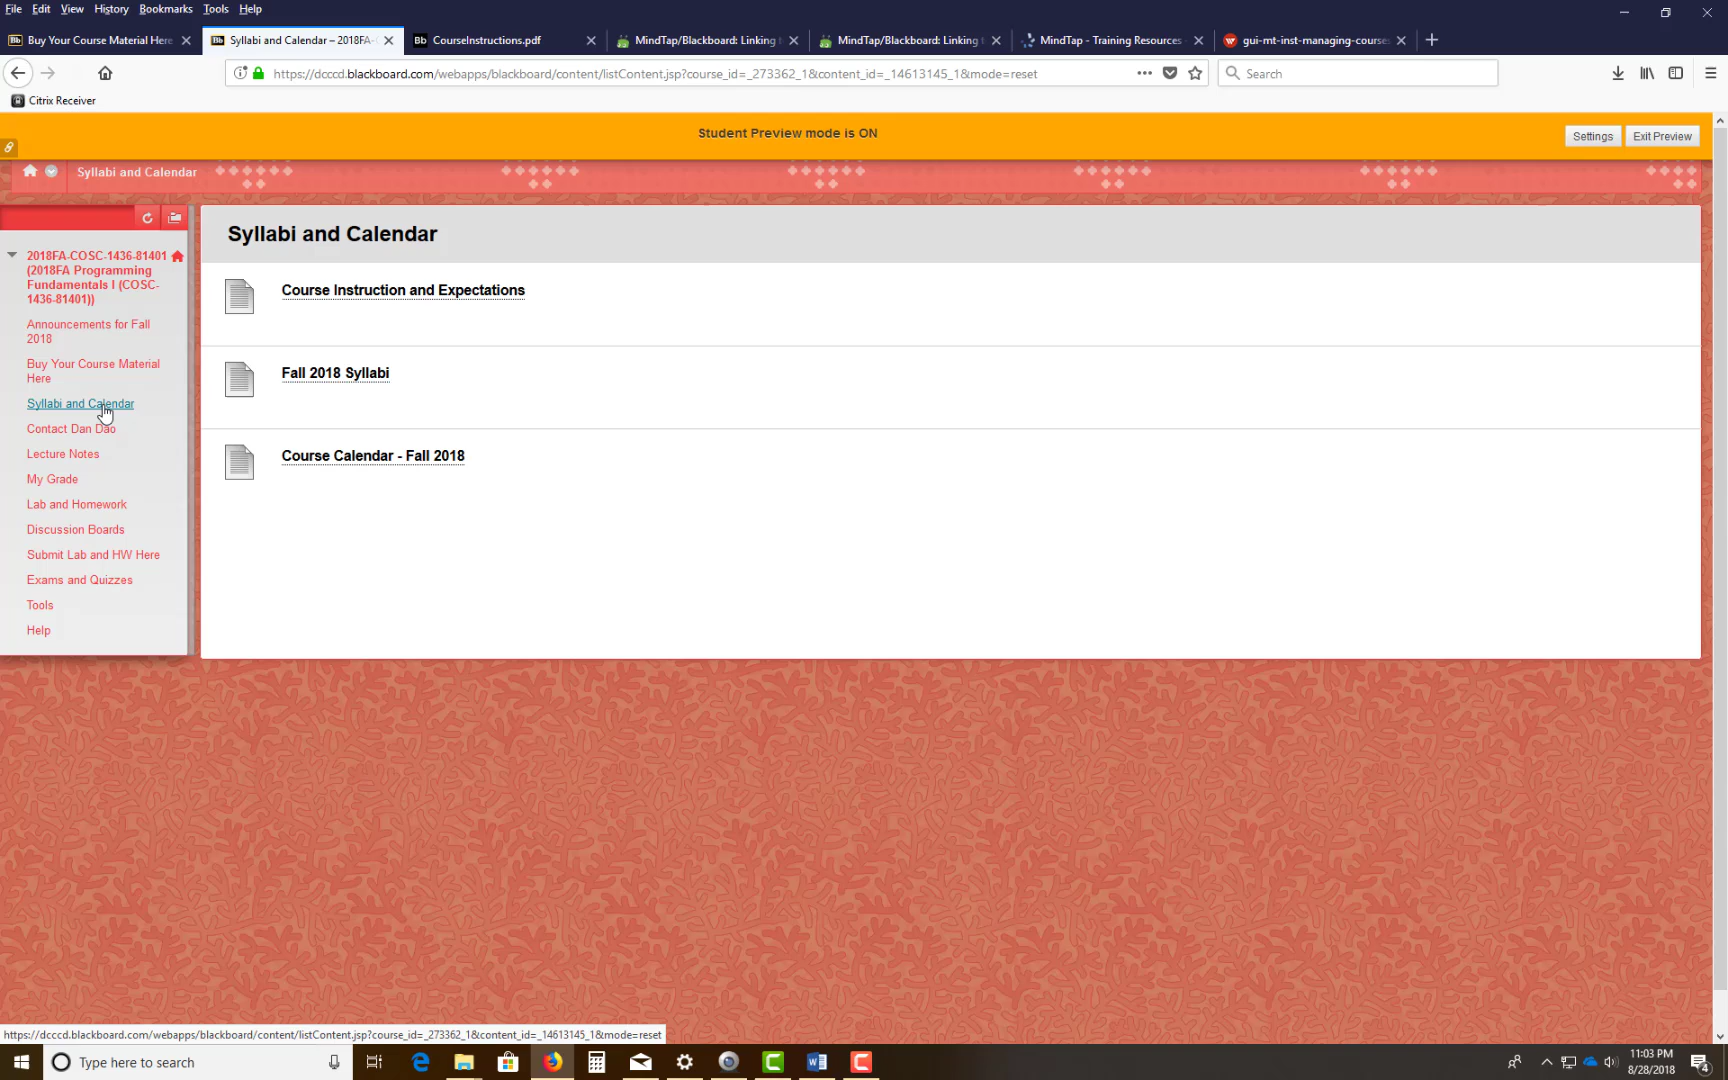 File Edit View History Bookmarks Tools Help
Buy Your Course Material Here
Syllabi and Calendar – 2018FA-
CourseInstructions.pdf
MindTap/Blackboard: Linking
MindTap/Blackboard: Linking
MindTap - Training Resources
gui-mt-inst-managing-courses
https://dcccd.blackboard.com/webapps/blackboard/content/listContent.jsp?course_id=_273362_1&content_id=_14613145_1&mode=reset
Search
Citrix Receiver
Student Preview mode is ON
Settings
Exit Preview
Syllabi and Calendar
2018FA-COSC-1436-81401
(2018FA Programming
Fundamentals I (COSC-
1436-81401))
Announcements for Fall
2018
Buy Your Course Material
Here
Syllabi and Calendar
Contact Dan Dao
Lecture Notes
My Grade
Lab and Homework
Discussion Boards
Submit Lab and HW Here
Exams and Quizzes
Tools
Help
Syllabi and Calendar
Course Instruction and Expectations
Fall 2018 Syllabi
Course Calendar - Fall 2018
https://dcccd.blackboard.com/webapps/blackboard/content/listContent.jsp?course_id=_273362_1&content_id=_14613145_1&mode=reset
Type here to search
11:03 PM
8/28/2018
4